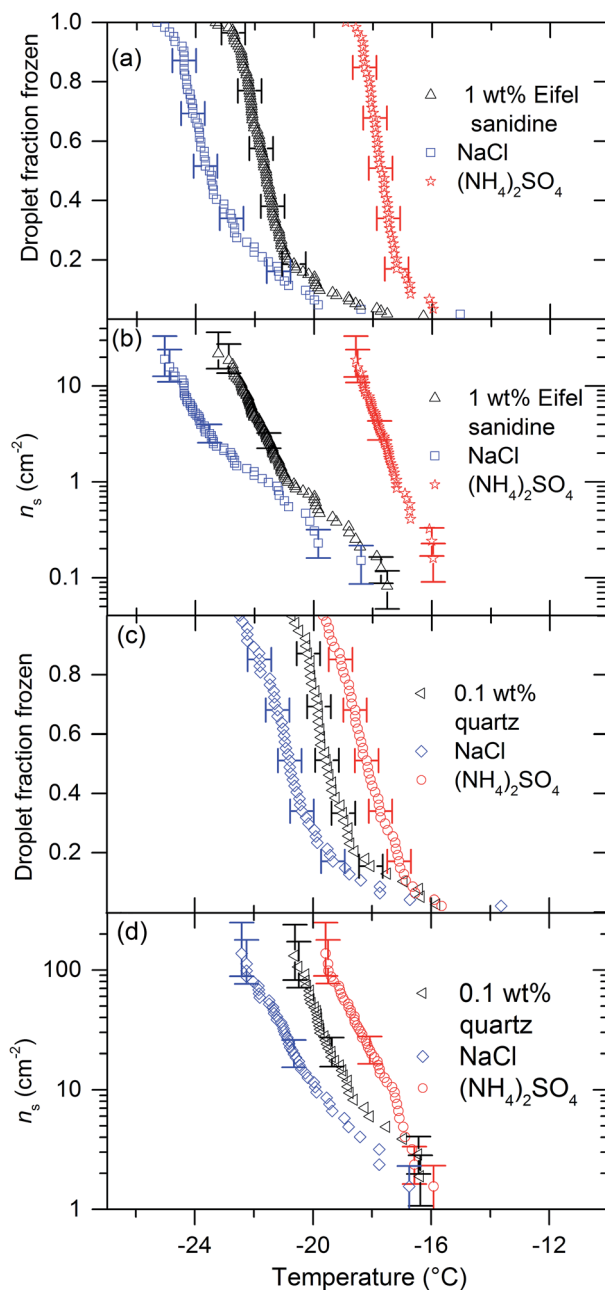 1.0
(a)
0.8
1 wt% Eifel
sanidine
0.6
NaCl
(NH₄)₂SO₄
0.4
0.2
Droplet fraction frozen
(b)
10
1 wt% Eifel
sanidine
NaCl
1
(NH₄)₂SO₄
0.1
nₛ (cm⁻²)
(c)
0.8
0.1 wt%
quartz
0.6
NaCl
(NH₄)₂SO₄
0.4
0.2
Droplet fraction frozen
(d)
100
0.1 wt%
quartz
NaCl
10
(NH₄)₂SO₄
1
nₛ (cm⁻²)
-24 -20 -16 -12
Temperature (°C)